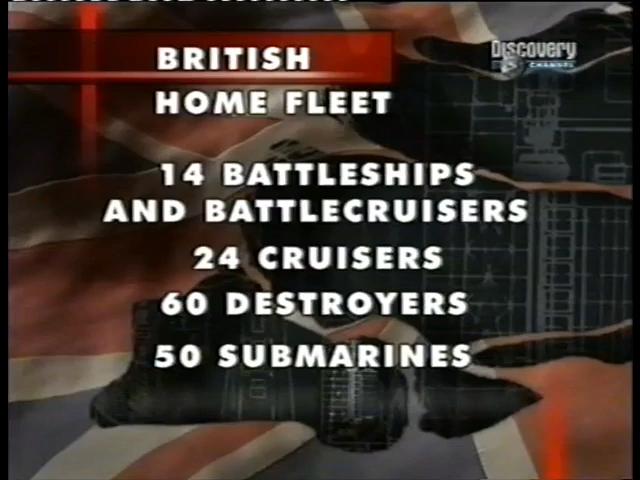 BRITISH
Discovery
CHANNEL
HOME FLEET
14 BATTLESHIPS
AND BATTLECRUISERS
24 CRUISERS
60 DESTROYERS
50 SUBMARINES